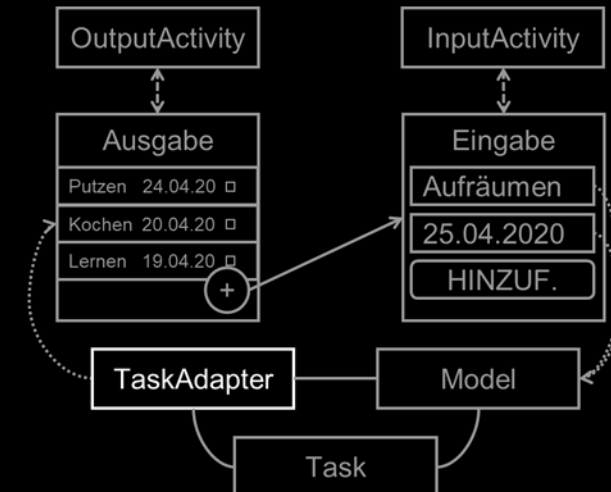 OutputActivity
InputActivity
Ausgabe
Putzen 24.04.20
Kochen 20.04.20
Lernen 19.04.20
+
Eingabe
Aufräumen
25.04.2020
HINZUF.
TaskAdapter
Model
Task